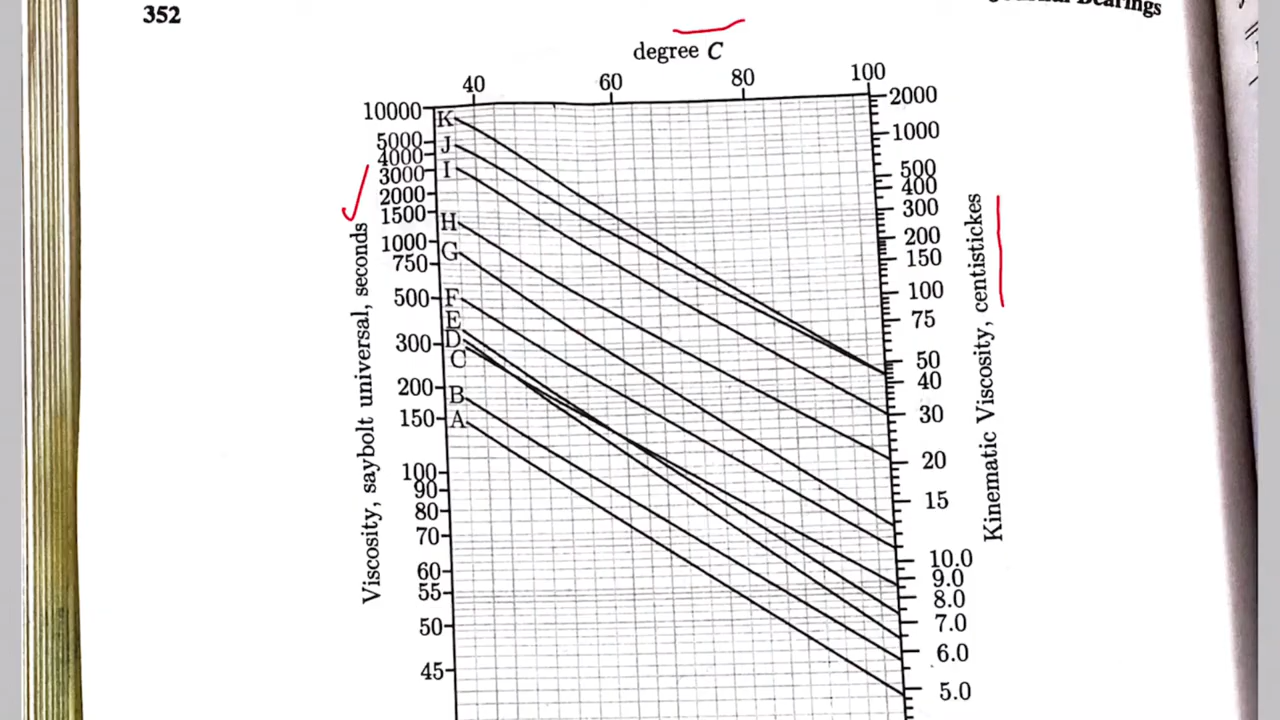 352
Bearings
degree C
40 60 80 100
10000
5000
4000
3000
2000
1500
1000
750
500
300
200
150
100
90
80
70
60
55
50
45
Viscosity, saybolt universal, seconds
K
J
I
H
G
F
E
D
C
B
A
2000
1000
500
400
300
200
150
100
75
50
40
30
20
15
10.0
9.0
8.0
7.0
6.0
5.0
Kinematic Viscosity, centistickes